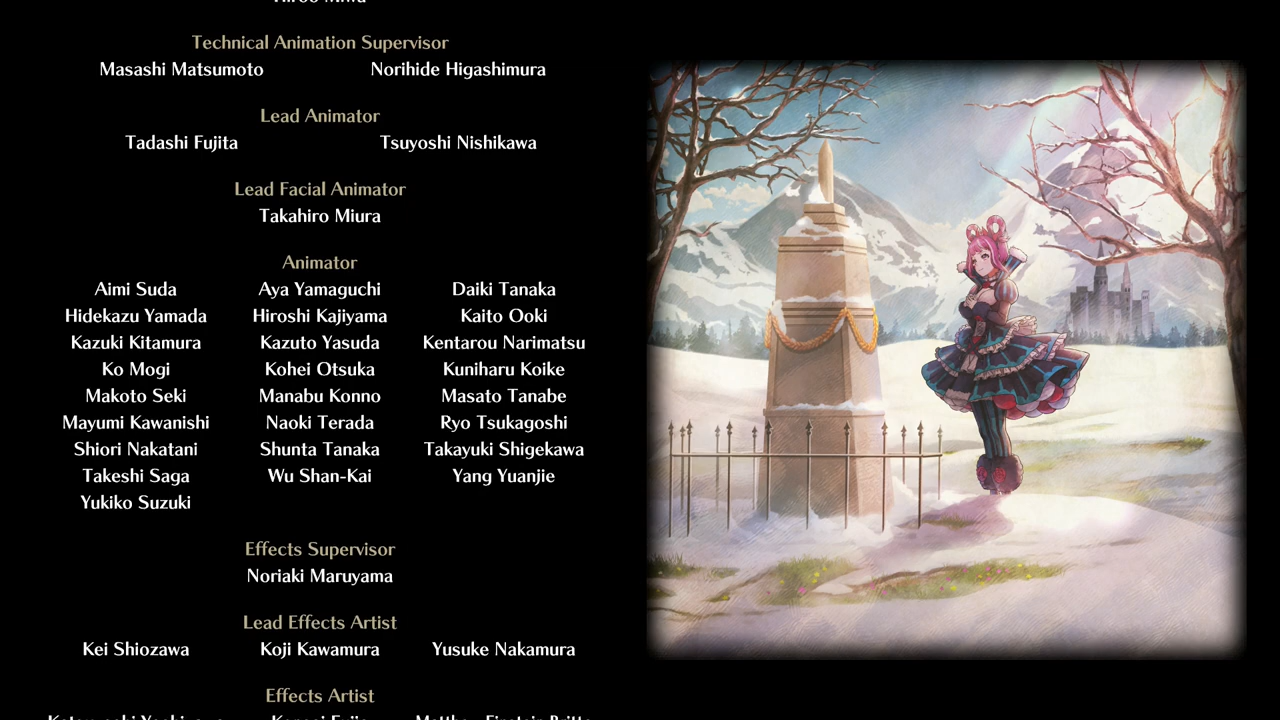 Technical Animation Supervisor
Masashi Matsumoto Norihide Higashimura
Lead Animator
Tadashi Fujita Tsuyoshi Nishikawa
Lead Facial Animator
Takahiro Miura
Animator
Aimi Suda Aya Yamaguchi Daiki Tanaka
Hidekazu Yamada Hiroshi Kajiyama Kaito Ooki
Kazuki Kitamura Kazuto Yasuda Kentarou Narimatsu
Ko Mogi Kohei Otsuka Kuniharu Koike
Makoto Seki Manabu Konno Masato Tanabe
Mayumi Kawanishi Naoki Terada Ryo Tsukagoshi
Shiori Nakatani Shunta Tanaka Takayuki Shigekawa
Takeshi Saga Wu Shan-Kai Yang Yuanjie
Yukiko Suzuki
Effects Supervisor
Noriaki Maruyama
Lead Effects Artist
Kei Shiozawa Koji Kawamura Yusuke Nakamura
Effects Artist